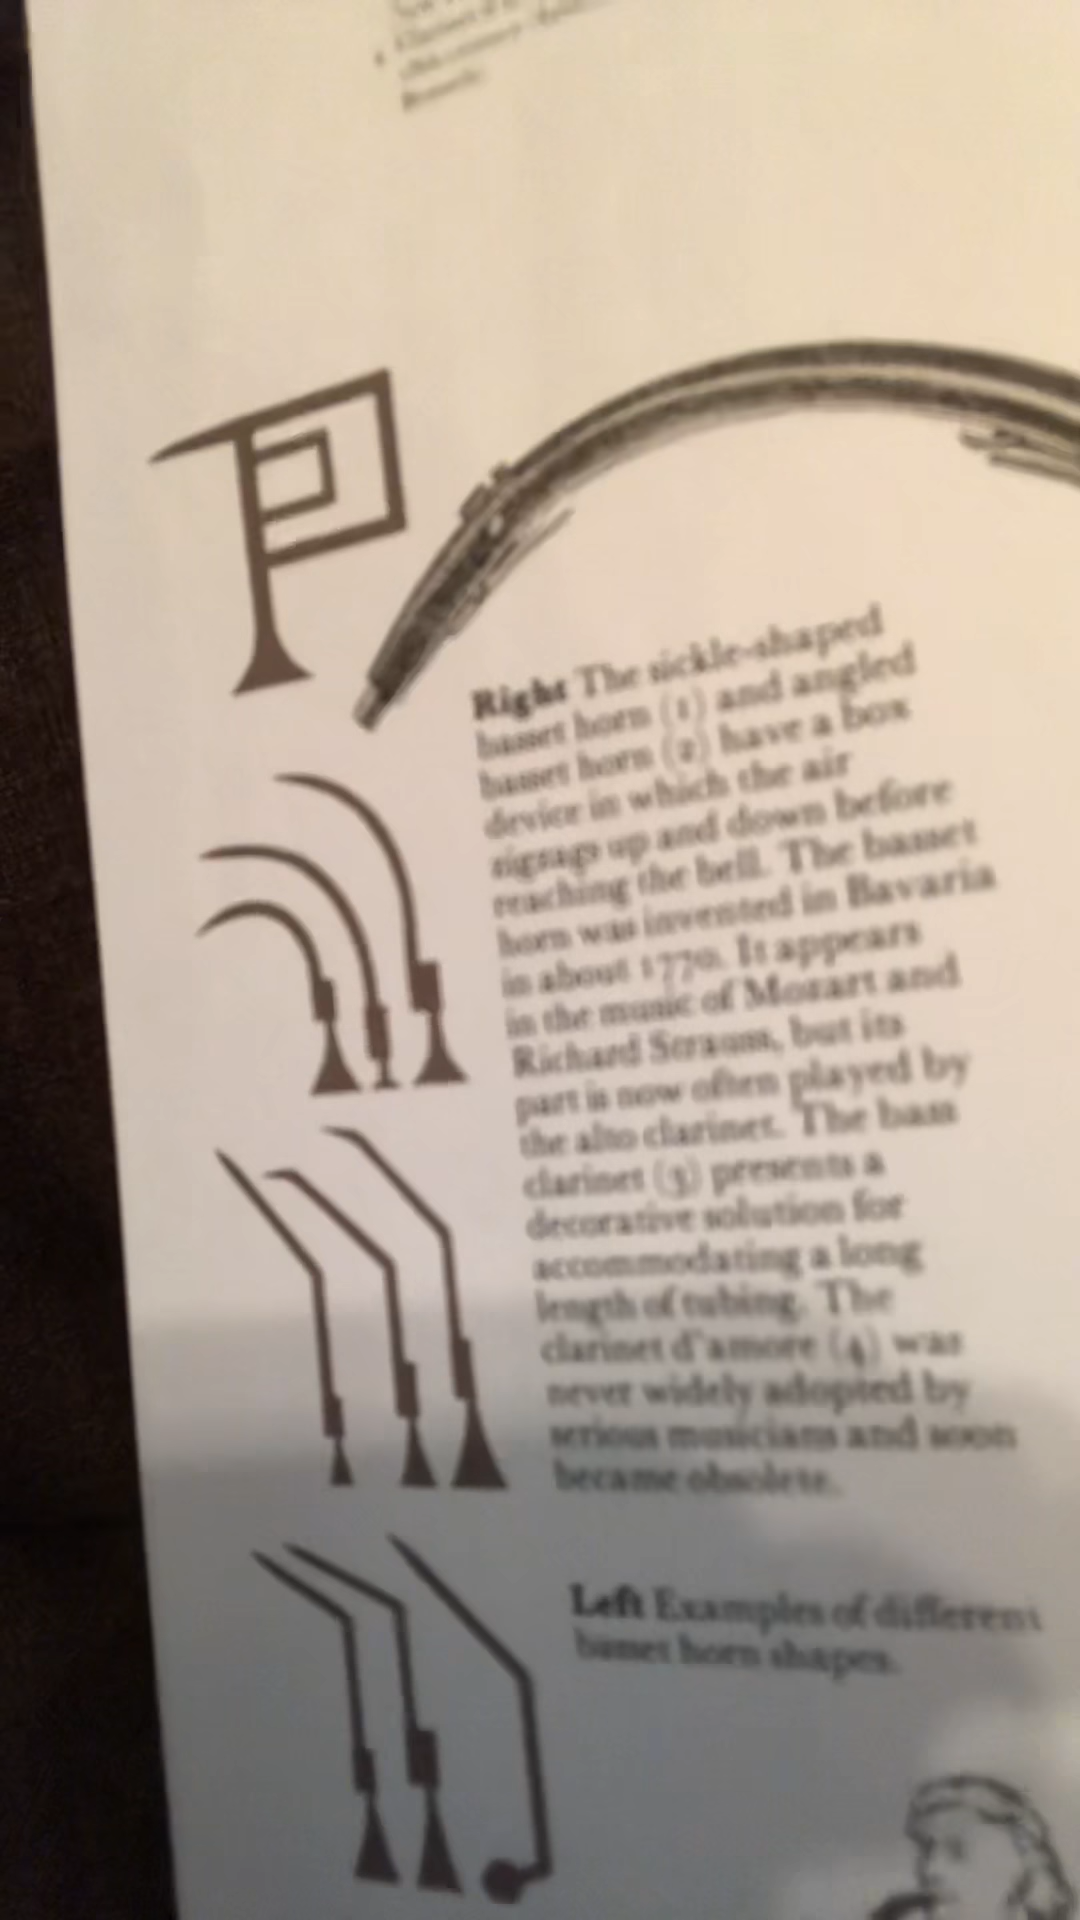 Right The sickle-shaped
basset horn (1) and angled
basset horn (2) have a box
device in which the air
zigzags up and down before
reaching the bell. The basset
horn was invented in Bavaria
in about 1770. It appears
in the music of Mozart and
Richard Strauss, but its
part is now often played by
the alto clarinet. The bass
clarinet (3) presents a
decorative solution for
accommodating a long
length of tubing. The
clarinet d'amore (4) was
never widely adopted by
serious musicians and soon
became obsolete.
Left Examples of different
basset horn shapes.